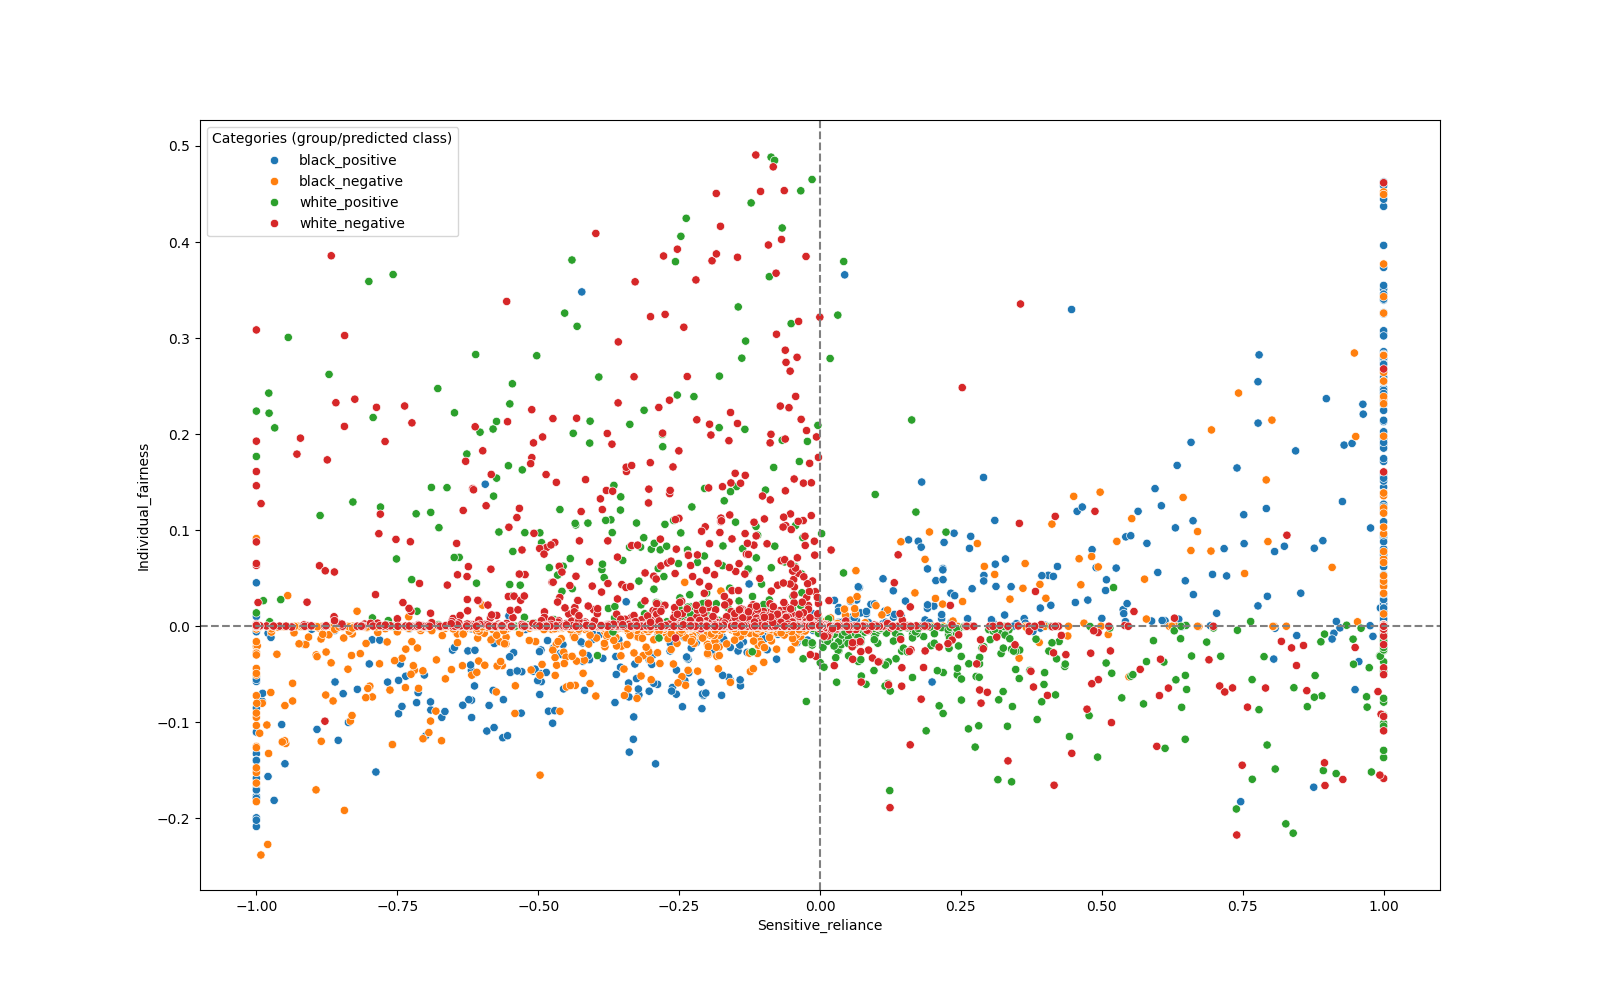 Categories (group/predicted class)
black_positive
black_negative
white_positive
white_negative
0.5
0.4
0.3
0.2
0.1
0.0
−0.1
−0.2
Individual_fairness
−1.00
−0.75
−0.50
−0.25
0.00
0.25
0.50
0.75
1.00
Sensitive_reliance